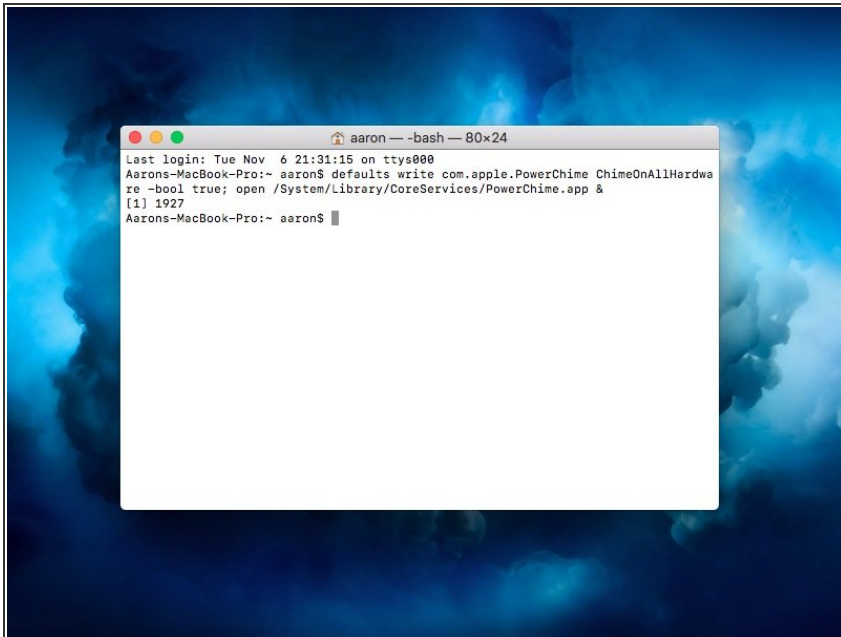 aaron — -bash — 80×24
Last login: Tue Nov  6 21:31:15 on ttys000
Aarons-MacBook-Pro:~ aaron$ defaults write com.apple.PowerChime ChimeOnAllHardwa
re -bool true; open /System/Library/CoreServices/PowerChime.app &
[1] 1927
Aarons-MacBook-Pro:~ aaron$